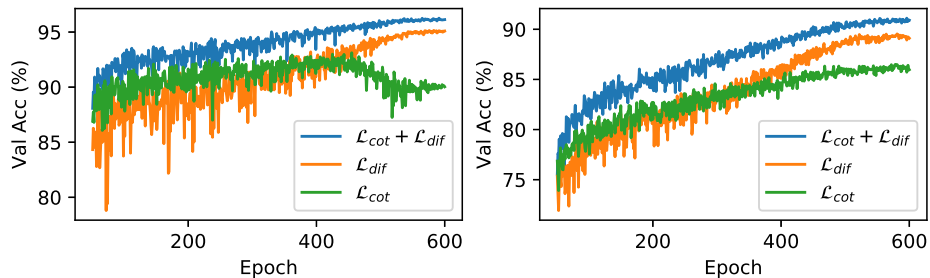 Val Acc (%)
95
90
85
80
200
400
600
Epoch
ℒcot + ℒdif
ℒdif
ℒcot
Val Acc (%)
90
85
80
75
200
400
600
Epoch
ℒcot + ℒdif
ℒdif
ℒcot